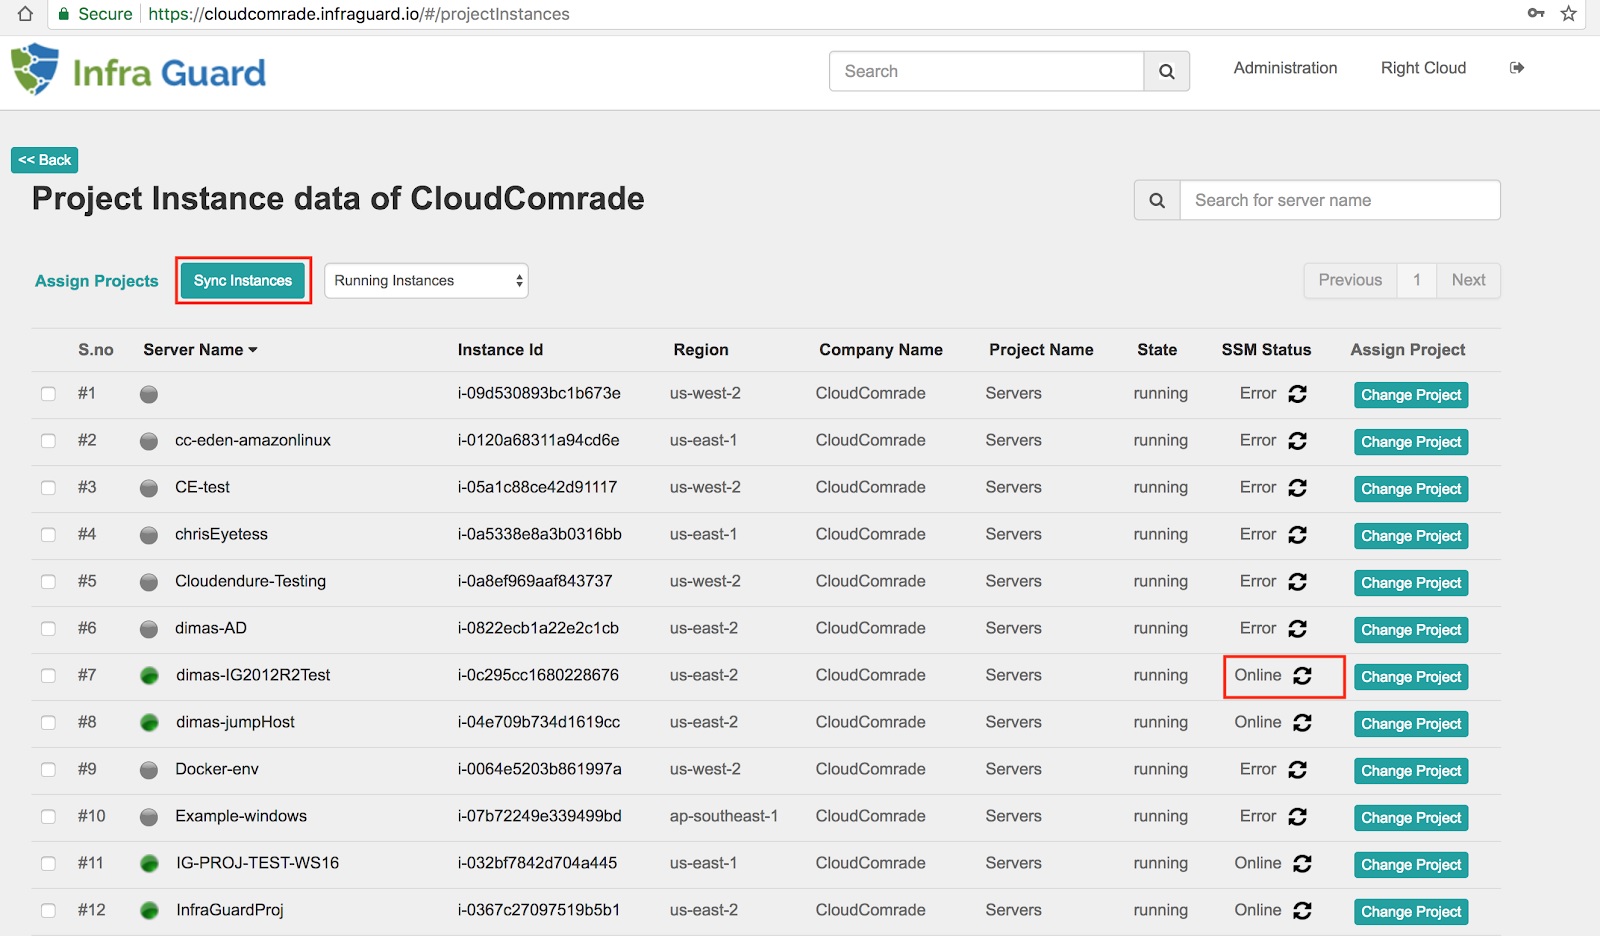 Secure https://cloudcomrade.infraguard.io/#/projectInstances
Infra Guard Search Administration Right Cloud
<< Back
Project Instance data of CloudComrade Search for server name
Assign Projects Sync Instances Running Instances Previous 1 Next
S.no Server Name Instance Id Region Company Name Project Name State SSM Status Assign Project
#1 i-09d530893bc1b673e us-west-2 CloudComrade Servers running Error Change Project
#2 cc-eden-amazonlinux i-0120a68311a94cd6e us-east-1 CloudComrade Servers running Error Change Project
#3 CE-test i-05a1c88ce42d91117 us-west-2 CloudComrade Servers running Error Change Project
#4 chrisEyetess i-0a5338e8a3b0316bb us-east-1 CloudComrade Servers running Error Change Project
#5 Cloudendure-Testing i-0a8ef969aaf843737 us-west-2 CloudComrade Servers running Error Change Project
#6 dimas-AD i-0822ecb1a22e2c1cb us-east-2 CloudComrade Servers running Error Change Project
#7 dimas-IG2012R2Test i-0c295cc1680228676 us-east-2 CloudComrade Servers running Online Change Project
#8 dimas-jumpHost i-04e709b734d1619cc us-east-2 CloudComrade Servers running Online Change Project
#9 Docker-env i-0064e5203b861997a us-west-2 CloudComrade Servers running Error Change Project
#10 Example-windows i-07b72249e339499bd ap-southeast-1 CloudComrade Servers running Error Change Project
#11 IG-PROJ-TEST-WS16 i-032bf7842d704a445 us-east-1 CloudComrade Servers running Online Change Project
#12 InfraGuardProj i-0367c27097519b5b1 us-east-2 CloudComrade Servers running Online Change Project